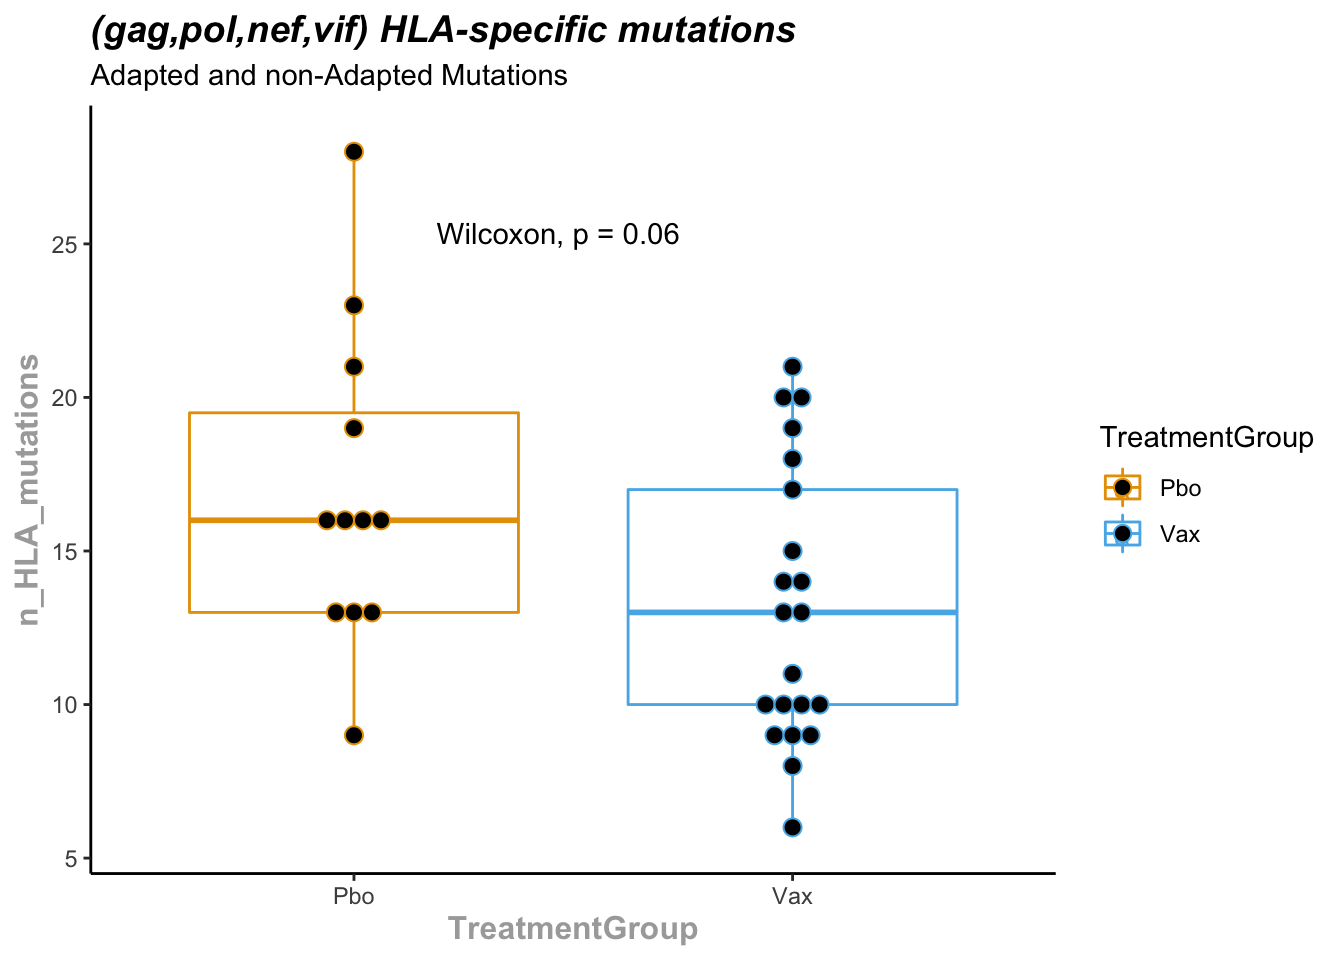 (gag,pol,nef,vif) HLA-specific mutations
Adapted and non-Adapted Mutations
Wilcoxon, p = 0.06
25
20
15
10
5
n_HLA_mutations
Pbo
Vax
TreatmentGroup
TreatmentGroup
Pbo
Vax